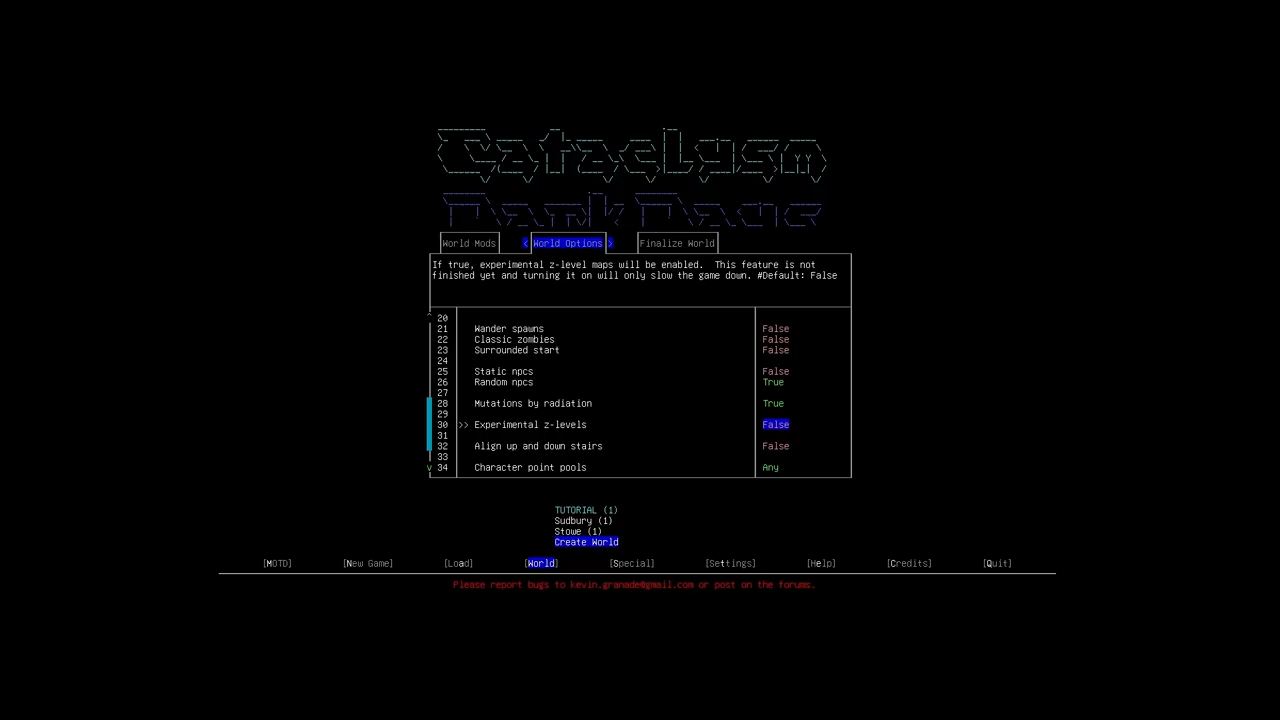 Cataclysm
Dark Days
World Mods < World Options > Finalize World
If true, experimental z-level maps will be enabled.  This feature is not
finished yet and turning it on will only slow the game down. #Default: False
^ 20
21 Wander spawns False
22 Classic zombies False
23 Surrounded start False
24
25 Static npcs False
26 Random npcs True
27
28 Mutations by radiation True
29
30 >> Experimental z-levels False
31
32 Align up and down stairs False
33
v 34 Character point pools Any
TUTORIAL (1)
Sudbury (1)
Stowe (1)
Create World
[MOTD] [New Game] [Load] [World] [Special] [Settings] [Help] [Credits] [Quit]
Please report bugs to kevin.granade@gmail.com or post on the forums.